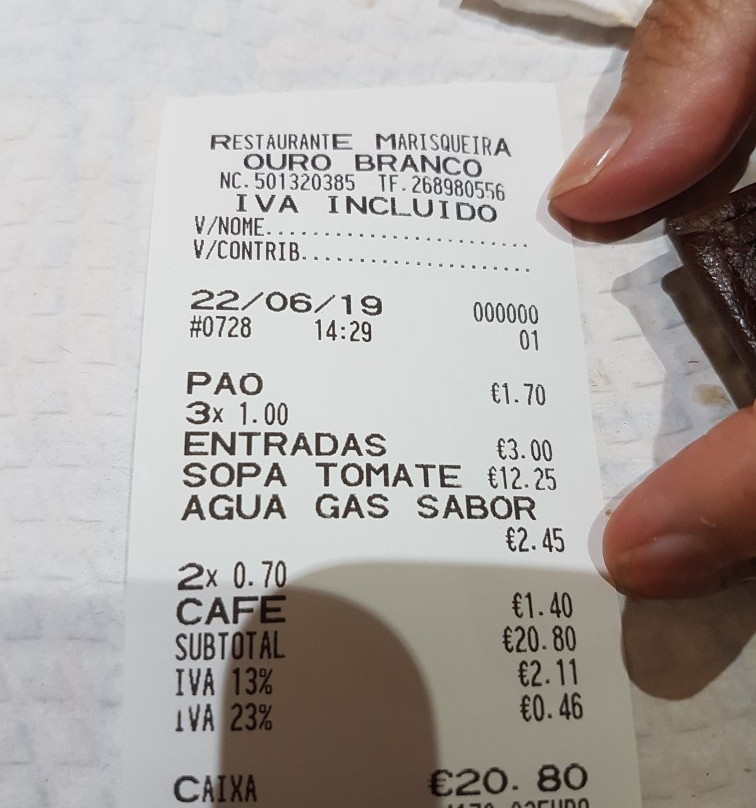 RESTAURANTE MARISQUEIRA
OURO BRANCO
NC.501320385 TF.268980556
IVA INCLUIDO
V/NOME..........................
V/CONTRIB.......................
22/06/19 000000
#0728 14:29 01
PAO €1.70
3x 1.00
ENTRADAS €3.00
SOPA TOMATE €12.25
AGUA GAS SABOR
€2.45
2x 0.70
CAFE €1.40
SUBTOTAL €20.80
IVA 13% €2.11
IVA 23% €0.46
CAIXA €20.80